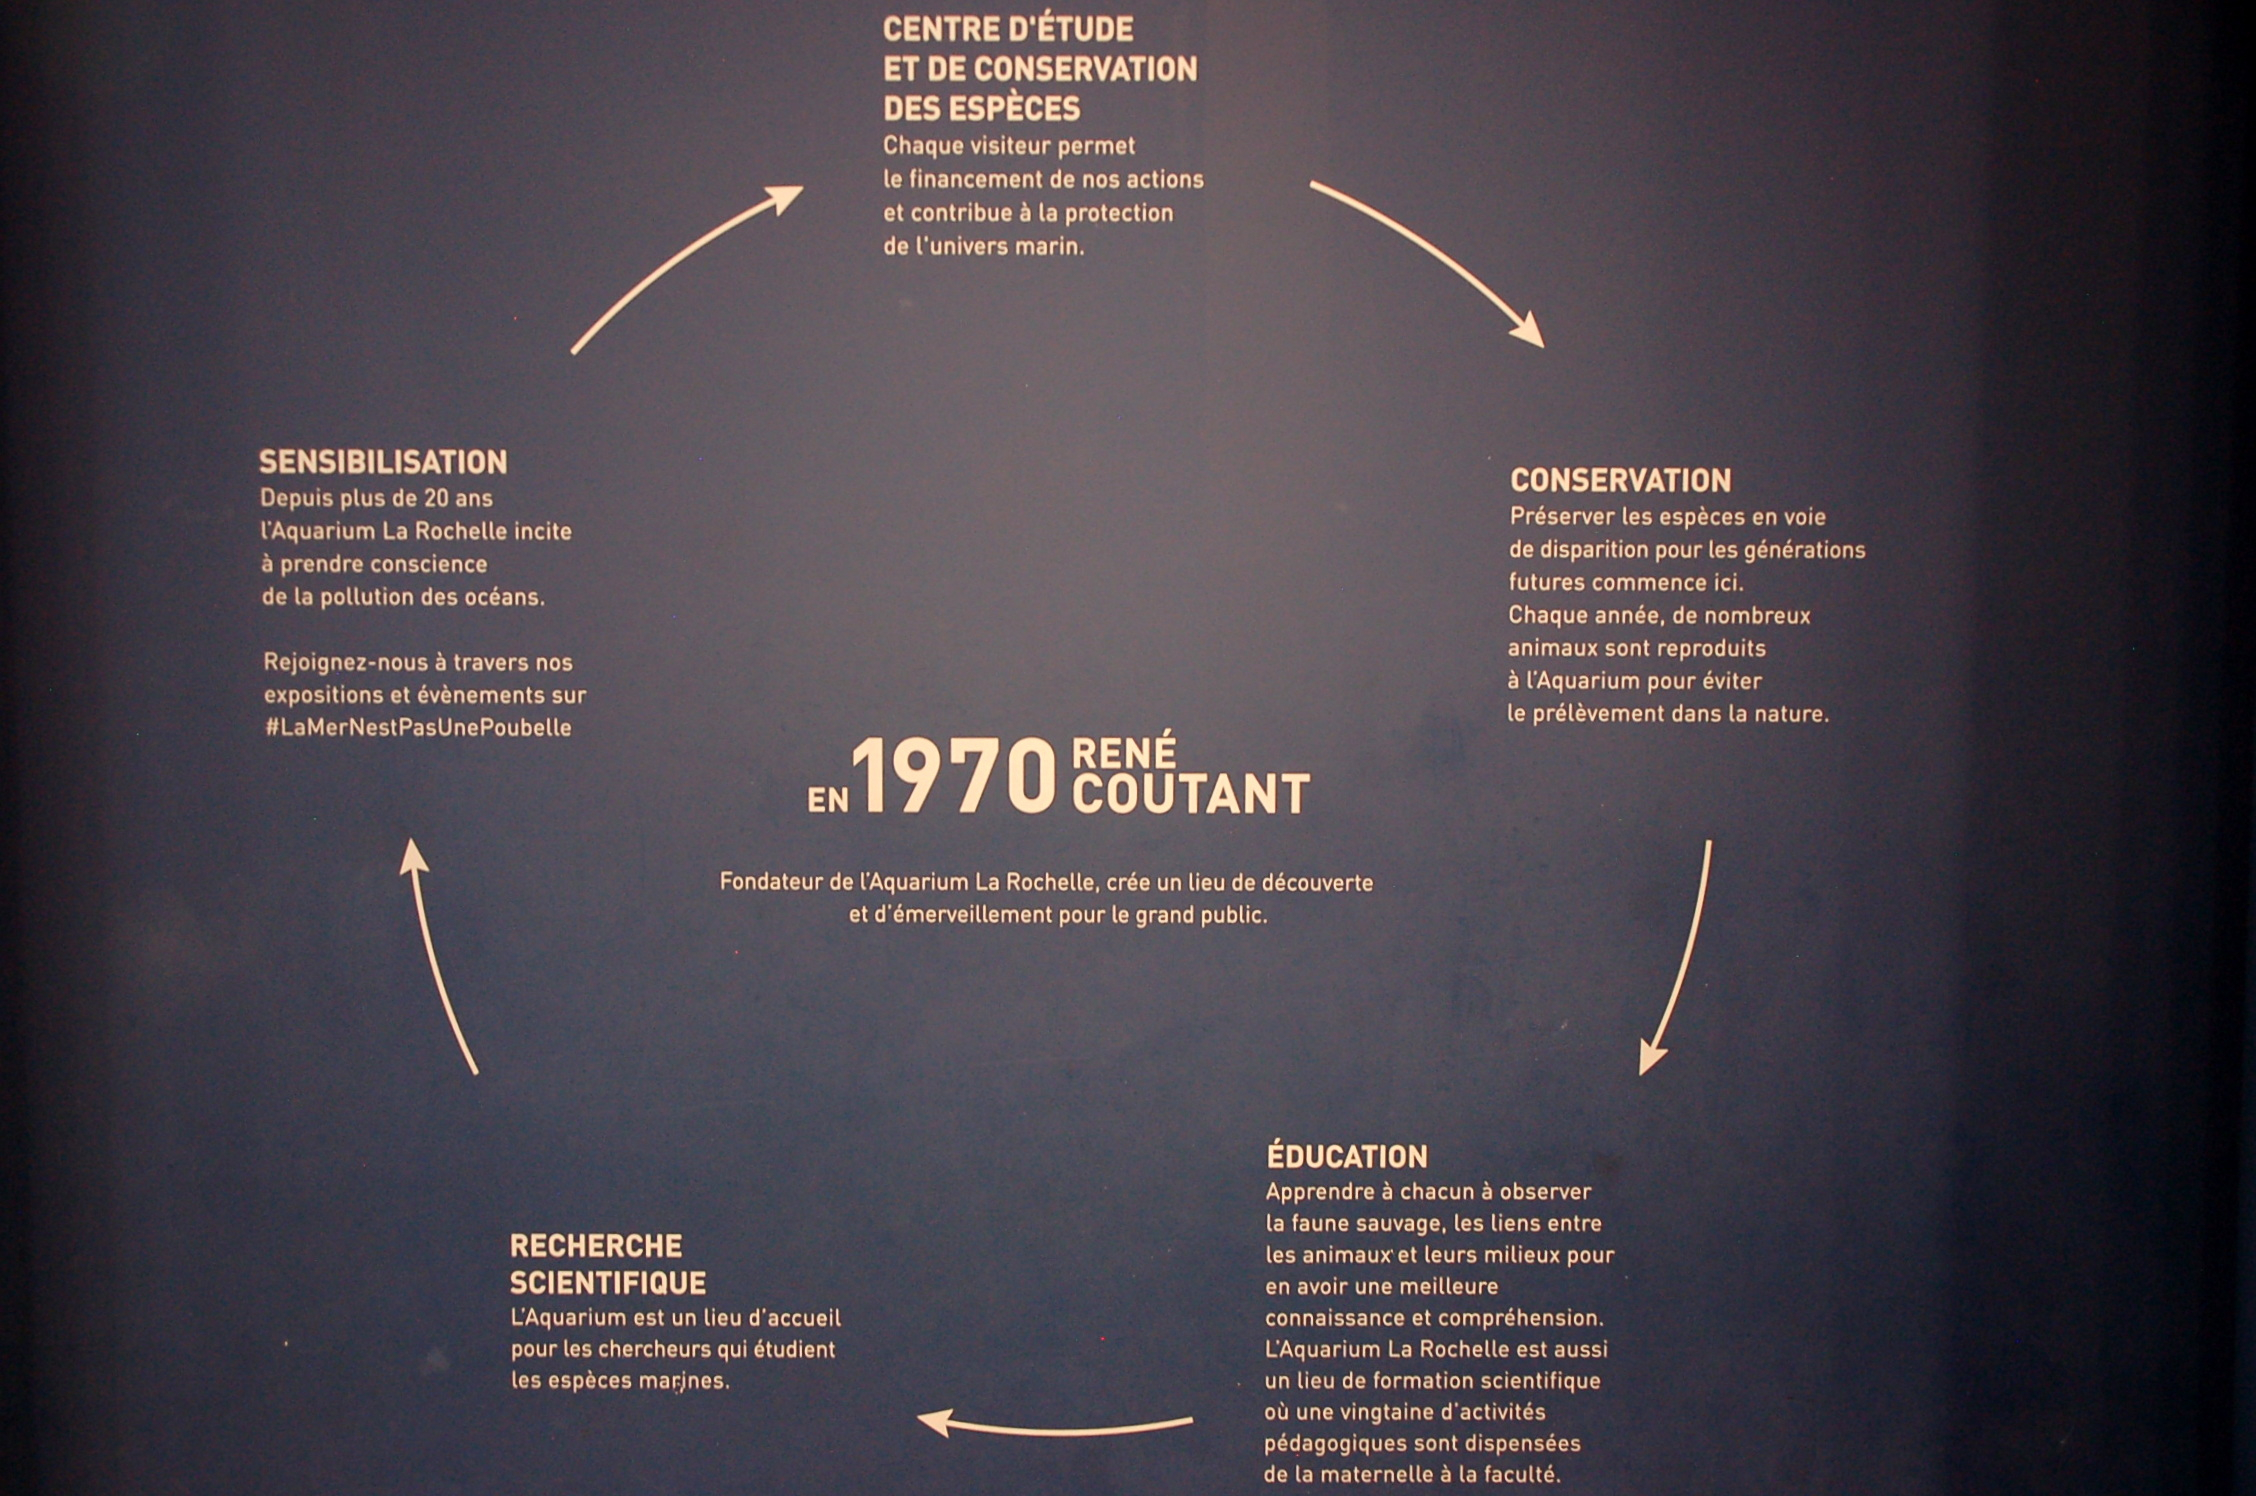 CENTRE D'ÉTUDE
ET DE CONSERVATION
DES ESPÈCES
Chaque visiteur permet
le financement de nos actions
et contribue à la protection
de l'univers marin.
CONSERVATION
Préserver les espèces en voie
de disparition pour les générations
futures commence ici.
Chaque année, de nombreux
animaux sont reproduits
à l'Aquarium pour éviter
le prélèvement dans la nature.
ÉDUCATION
Apprendre à chacun à observer
la faune sauvage, les liens entre
les animaux et leurs milieux pour
en avoir une meilleure
connaissance et compréhension.
L'Aquarium La Rochelle est aussi
un lieu de formation scientifique
où une vingtaine d'activités
pédagogiques sont dispensées
de la maternelle à la faculté.
RECHERCHE
SCIENTIFIQUE
L'Aquarium est un lieu d'accueil
pour les chercheurs qui étudient
les espèces marines.
SENSIBILISATION
Depuis plus de 20 ans
l'Aquarium La Rochelle incite
à prendre conscience
de la pollution des océans.
Rejoignez-nous à travers nos
expositions et évènements sur
#LaMerNestPasUnePoubelle
EN 1970 RENÉ
COUTANT
Fondateur de l'Aquarium La Rochelle, crée un lieu de découverte
et d'émerveillement pour le grand public.